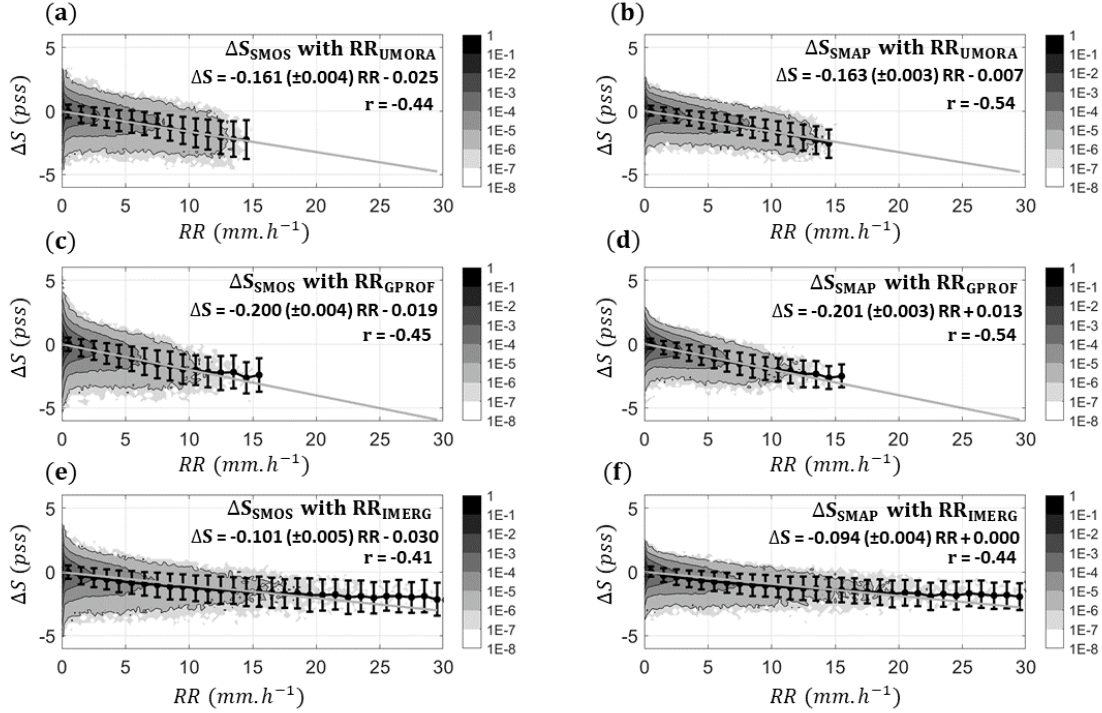 (a)
ΔS_SMOS with RR_UMORA
ΔS = -0.161 (±0.004) RR - 0.025
r = -0.44
5
0
-5
ΔS (pss)
0 5 10 15 20 25 30
RR (mm.h⁻¹)
1
1E-1
1E-2
1E-3
1E-4
1E-5
1E-6
1E-7
1E-8
(b)
ΔS_SMAP with RR_UMORA
ΔS = -0.163 (±0.003) RR - 0.007
r = -0.54
5
0
-5
ΔS (pss)
0 5 10 15 20 25 30
RR (mm.h⁻¹)
1
1E-1
1E-2
1E-3
1E-4
1E-5
1E-6
1E-7
1E-8
(c)
ΔS_SMOS with RR_GPROF
ΔS = -0.200 (±0.004) RR - 0.019
r = -0.45
5
0
-5
ΔS (pss)
0 5 10 15 20 25 30
RR (mm.h⁻¹)
1
1E-1
1E-2
1E-3
1E-4
1E-5
1E-6
1E-7
1E-8
(d)
ΔS_SMAP with RR_GPROF
ΔS = -0.201 (±0.003) RR + 0.013
r = -0.54
5
0
-5
ΔS (pss)
0 5 10 15 20 25 30
RR (mm.h⁻¹)
1
1E-1
1E-2
1E-3
1E-4
1E-5
1E-6
1E-7
1E-8
(e)
ΔS_SMOS with RR_IMERG
ΔS = -0.101 (±0.005) RR - 0.030
r = -0.41
5
0
-5
ΔS (pss)
0 5 10 15 20 25 30
RR (mm.h⁻¹)
1
1E-1
1E-2
1E-3
1E-4
1E-5
1E-6
1E-7
1E-8
(f)
ΔS_SMAP with RR_IMERG
ΔS = -0.094 (±0.004) RR + 0.000
r = -0.44
5
0
-5
ΔS (pss)
0 5 10 15 20 25 30
RR (mm.h⁻¹)
1
1E-1
1E-2
1E-3
1E-4
1E-5
1E-6
1E-7
1E-8